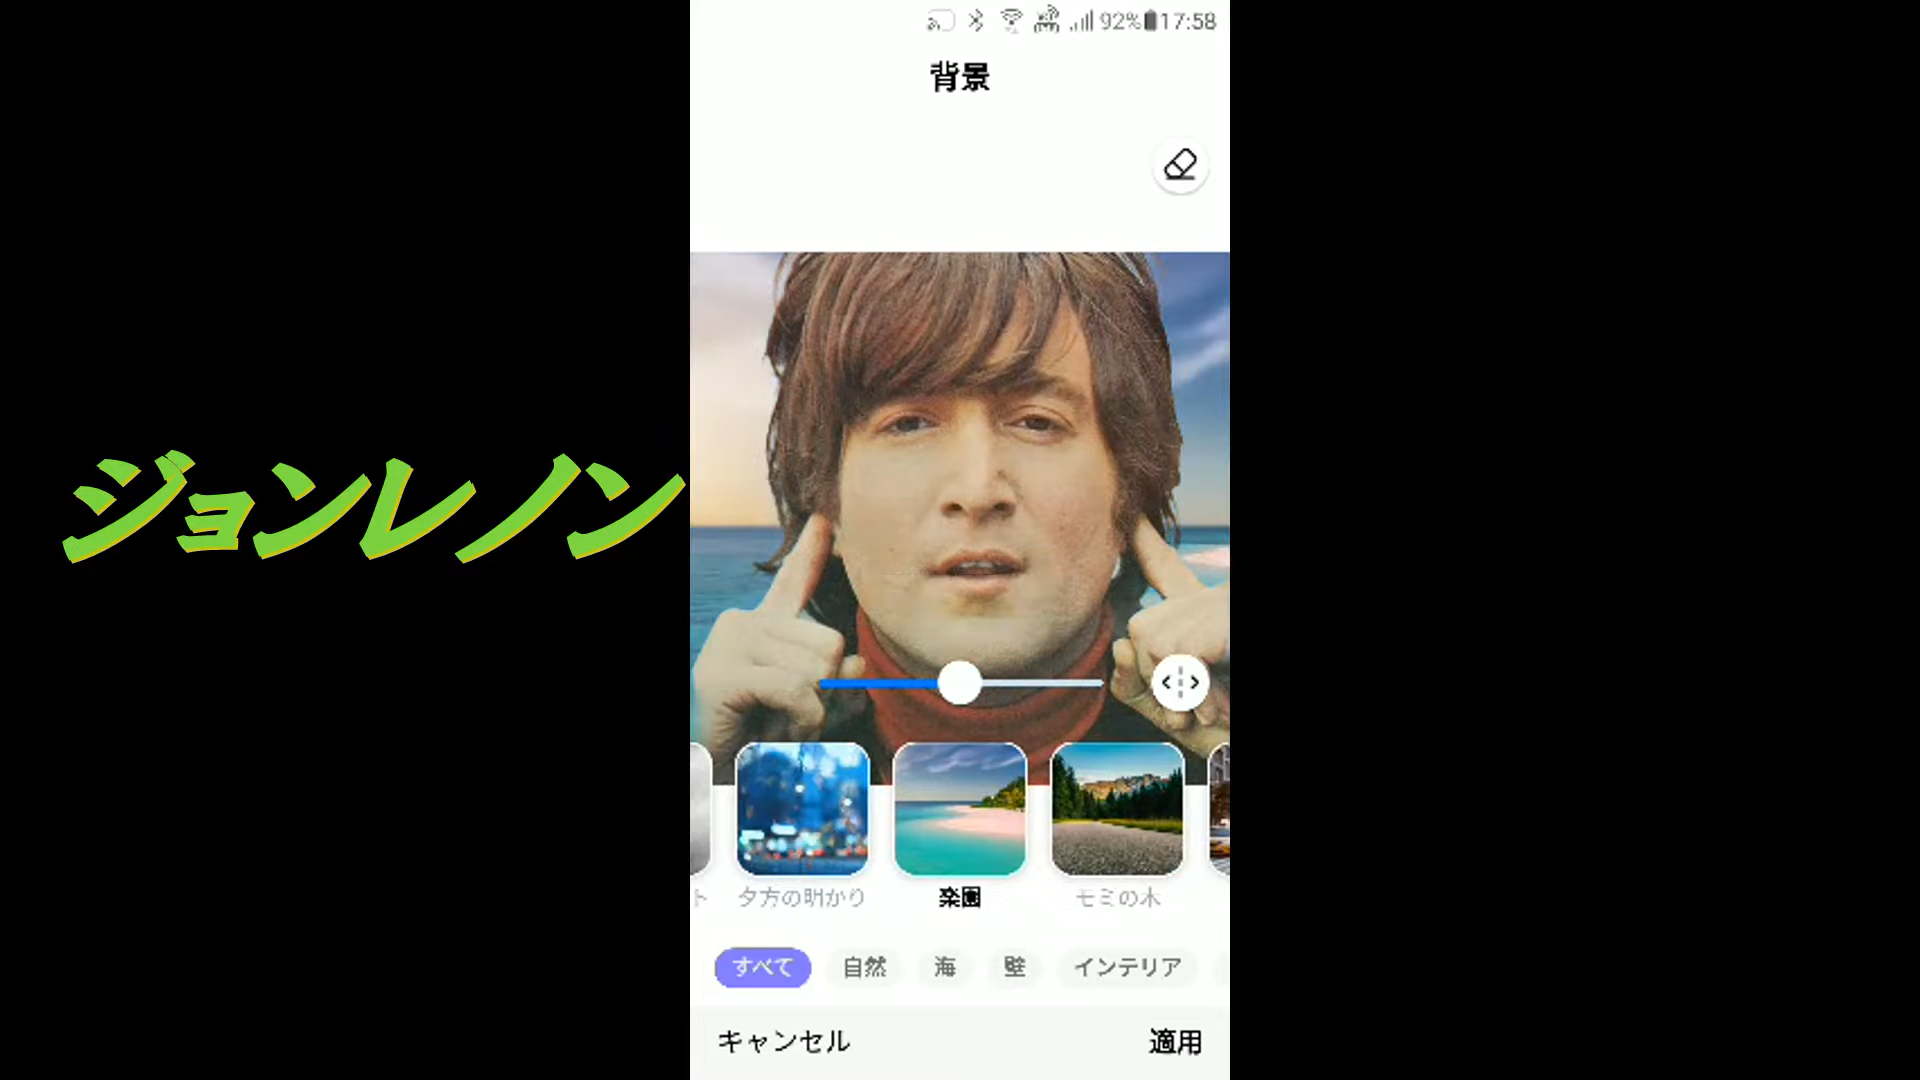 92% 17:58
背景
ジョンレノン
ト
夕方の明かり
楽園
モミの木
すべて
自然
海
壁
インテリア
キャンセル
適用